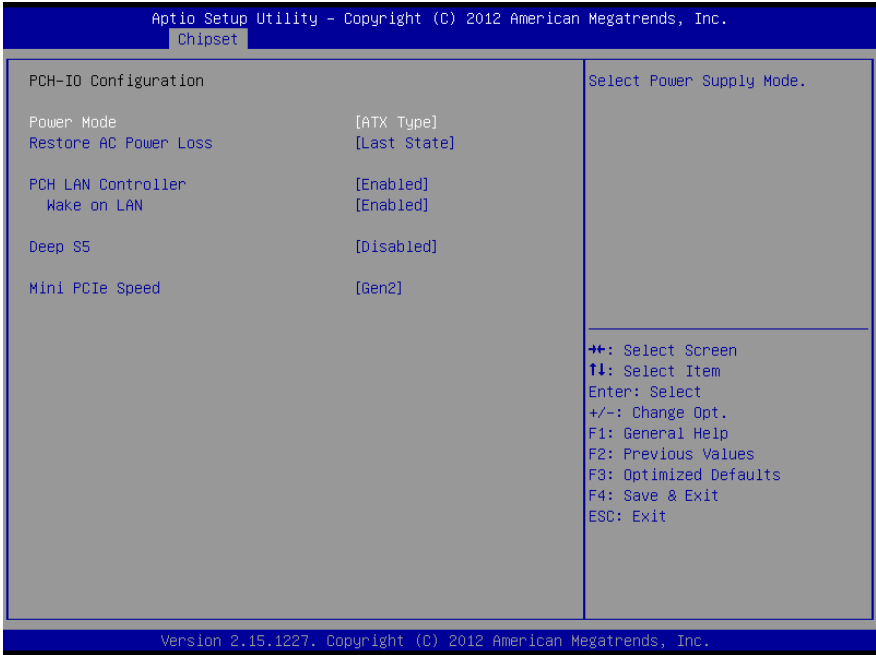 Aptio Setup Utility – Copyright (C) 2012 American Megatrends, Inc.
Chipset
PCH-IO Configuration
Power Mode [ATX Type]
Restore AC Power Loss [Last State]
PCH LAN Controller [Enabled]
Wake on LAN [Enabled]
Deep S5 [Disabled]
Mini PCIe Speed [Gen2]
Select Power Supply Mode.
→←: Select Screen
↑↓: Select Item
Enter: Select
+/-: Change Opt.
F1: General Help
F2: Previous Values
F3: Optimized Defaults
F4: Save & Exit
ESC: Exit
Version 2.15.1227. Copyright (C) 2012 American Megatrends, Inc.